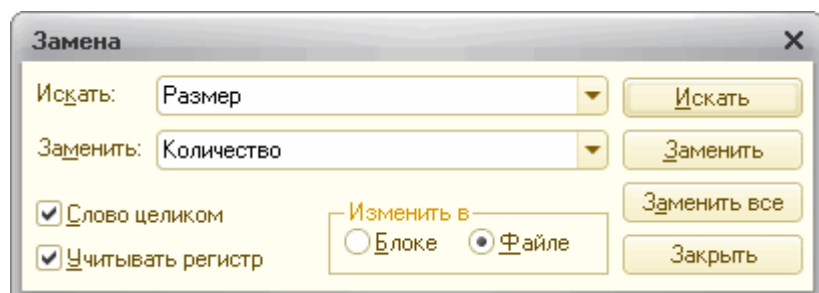 Замена
Искать: Размер Искать
Заменить: Количество Заменить
Слово целиком Изменить в Заменить все
Учитывать регистр Блоке Файле Закрыть